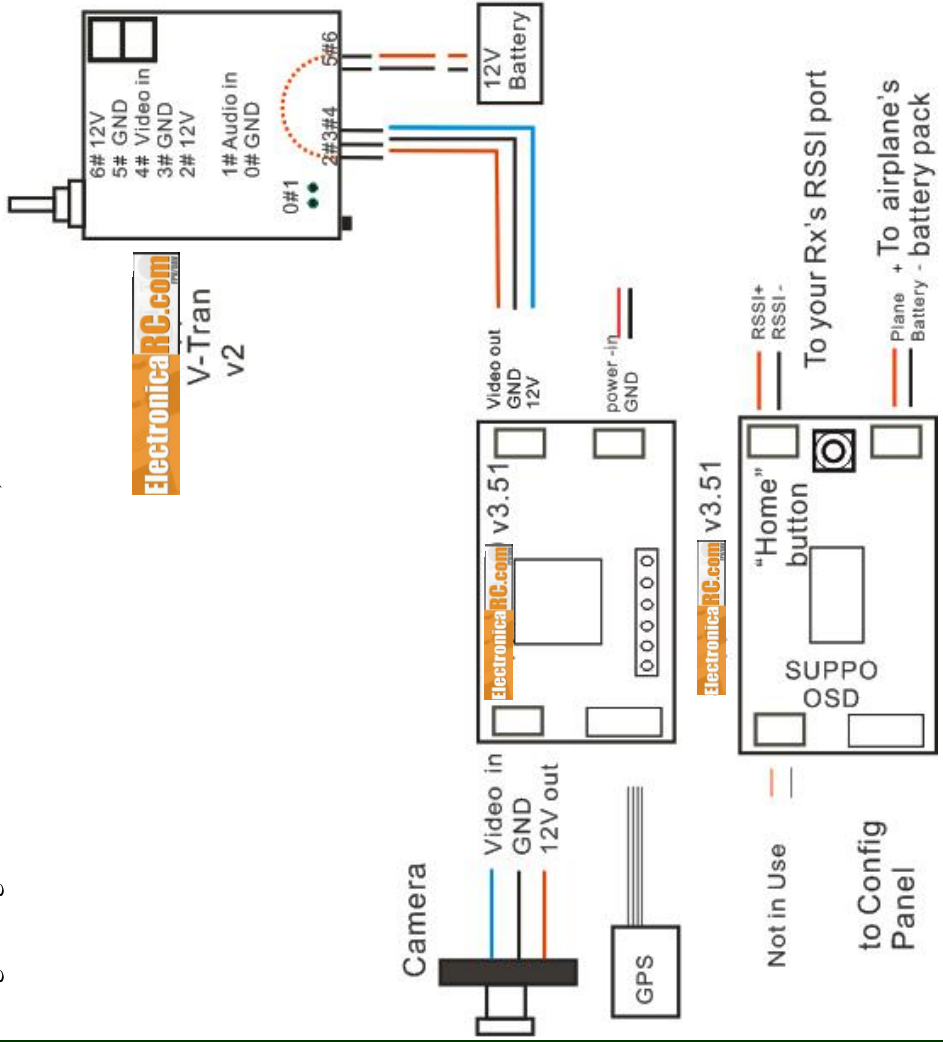 6# 12V
5# GND
4# Video in
3# GND
2# 12V
1# Audio in
0# GND
0#1
2#3#4
5#6
12V
Battery
ElectronicaRC.com
V-Tran
v2
Video out
GND
12V
power -in
GND
ElectronicaRC.com
v3.51
Camera
Video in
GND
12V out
GPS
ElectronicaRC.com
v3.51
RSSI+
RSSI -
To your Rx's RSSI port
Plane +
Battery -
To airplane's
battery pack
"Home"
button
SUPPO
OSD
Not in Use
to Config
Panel